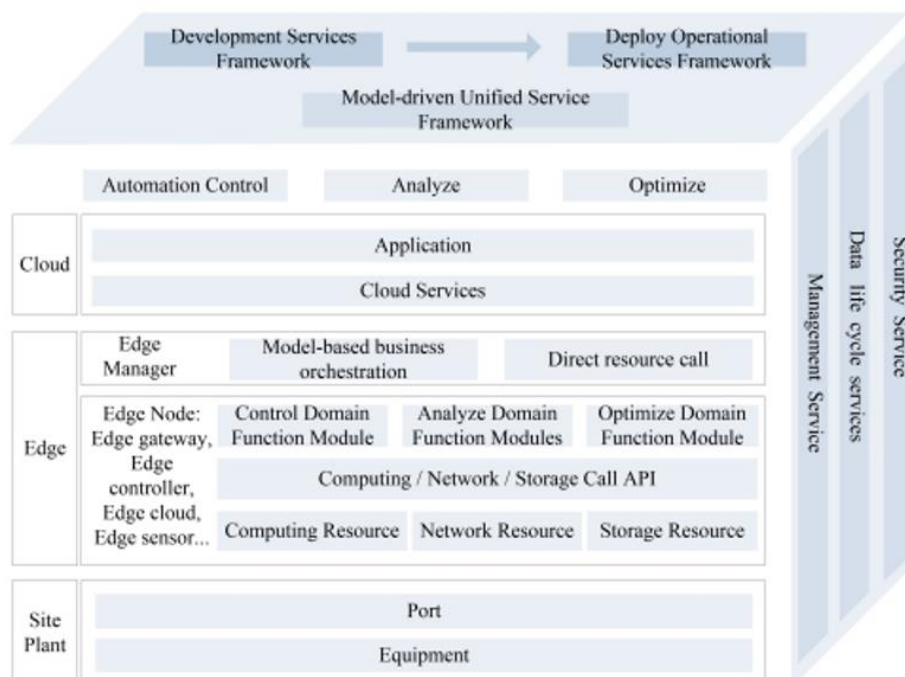 Development Services
Framework
Deploy Operational
Services Framework
Model-driven Unified Service
Framework
Automation Control
Analyze
Optimize
Cloud
Application
Cloud Services
Edge
Edge
Manager
Model-based business
orchestration
Direct resource call
Edge Node:
Edge gateway,
Edge
controller,
Edge cloud,
Edge sensor...
Control Domain
Function Module
Analyze Domain
Function Modules
Optimize Domain
Function Module
Computing / Network / Storage Call API
Computing Resource
Network Resource
Storage Resource
Site
Plant
Port
Equipment
Management Service
Data life cycle services
Security Service